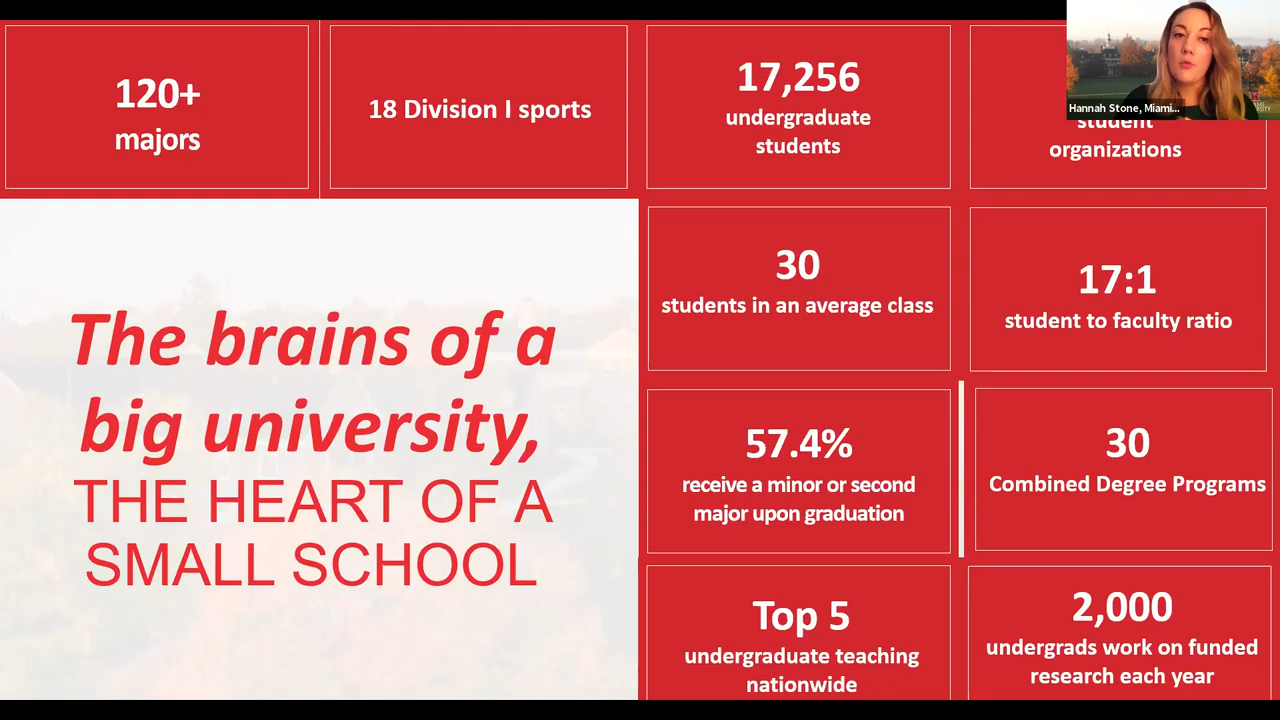 120+
majors
18 Division I sports
17,256
undergraduate
students
student
organizations
Hannah Stone, Miami...
The brains of a
big university,
THE HEART OF A
SMALL SCHOOL
30
students in an average class
17:1
student to faculty ratio
57.4%
receive a minor or second
major upon graduation
30
Combined Degree Programs
Top 5
undergraduate teaching
nationwide
2,000
undergrads work on funded
research each year